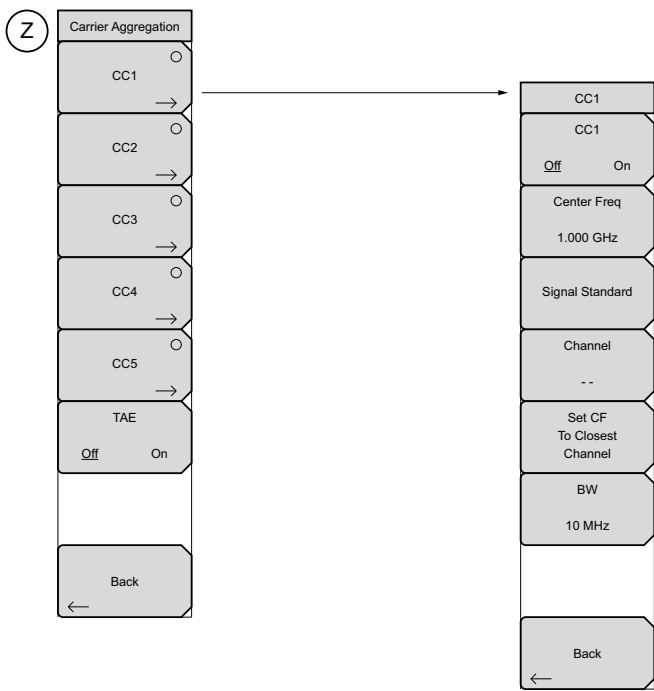 Z
Carrier Aggregation
CC1
CC2
CC3
CC4
CC5
TAE
Off On
Back
CC1
CC1
Off On
Center Freq
1.000 GHz
Signal Standard
Channel
- -
Set CF
To Closest
Channel
BW
10 MHz
Back